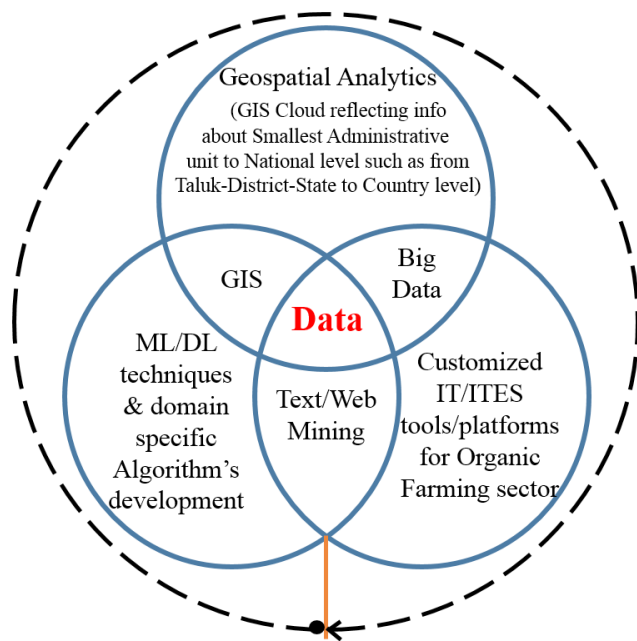 Geospatial Analytics
(GIS Cloud reflecting info
about Smallest Administrative
unit to National level such as from
Taluk-District-State to Country level)
GIS
Big
Data
Data
ML/DL
techniques
& domain
specific
Algorithm's
development
Text/Web
Mining
Customized
IT/ITES
tools/platforms
for Organic
Farming sector